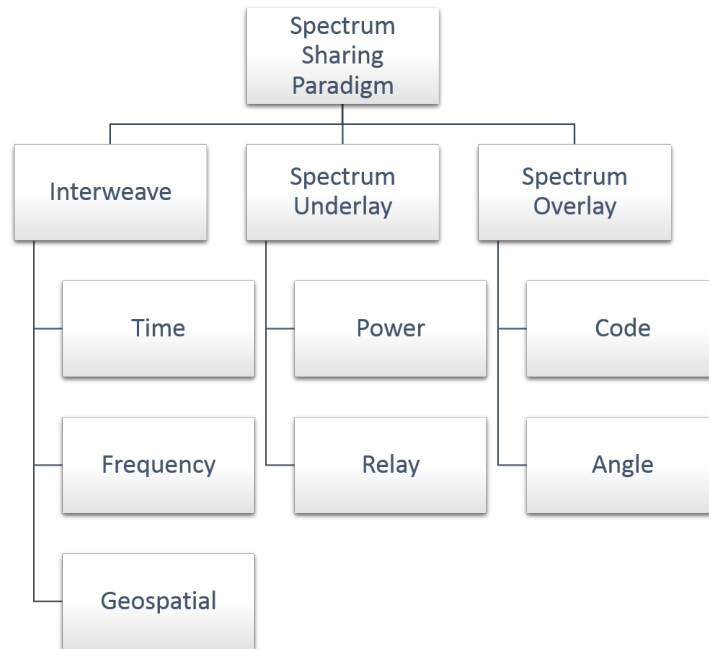 Spectrum
Sharing
Paradigm
Interweave
Spectrum
Underlay
Spectrum
Overlay
Time
Power
Code
Frequency
Relay
Angle
Geospatial